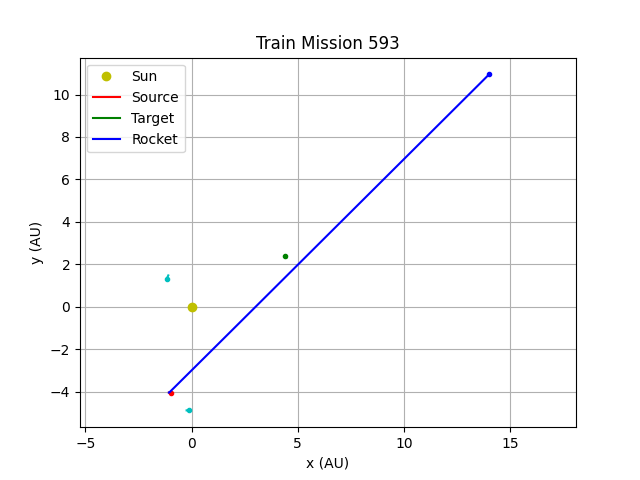 Train Mission 593
Sun
Source
Target
Rocket
y (AU)
10
8
6
4
2
0
−2
−4
−5
0
5
10
15
x (AU)